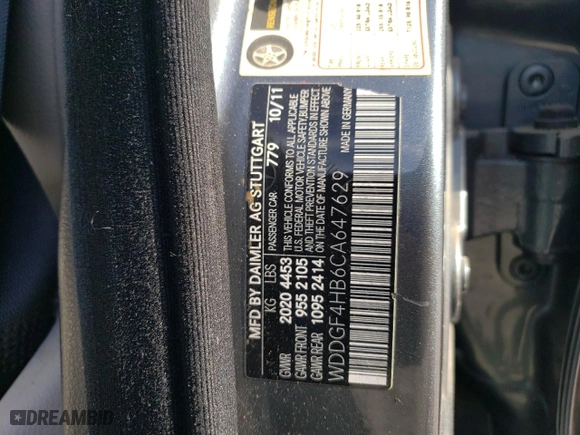 MFD BY DAIMLER AG STUTTGART
PASSENGER CAR 779 10/11
KG LBS
GVWR 2020 4453
GAWR FRONT 955 2105
GAWR REAR 1095 2414
THIS VEHICLE CONFORMS TO ALL APPLICABLE
U.S. FEDERAL MOTOR VEHICLE SAFETY, BUMPER
AND THEFT PREVENTION STANDARDS IN EFFECT
ON THE DATE OF MANUFACTURE SHOWN ABOVE
WDDGF4HB6CA647629
MADE IN GERMANY
DREAMBID